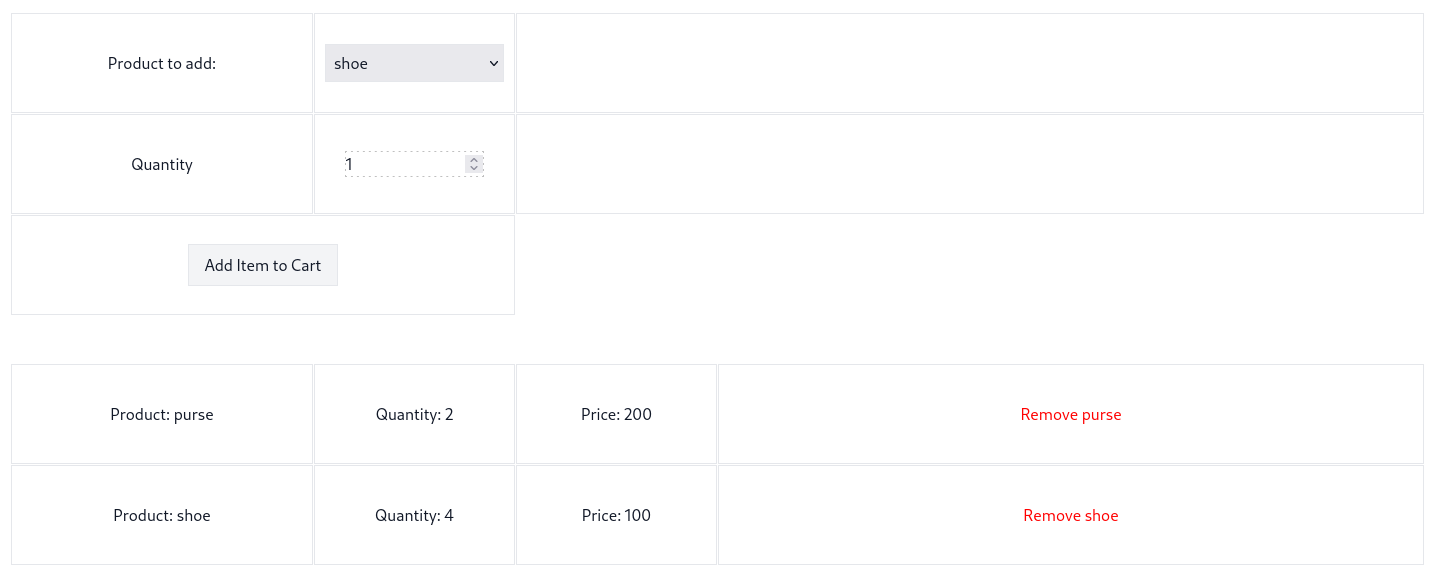 Product to add: shoe
Quantity 1
Add Item to Cart
Product: purse Quantity: 2 Price: 200 Remove purse
Product: shoe Quantity: 4 Price: 100 Remove shoe